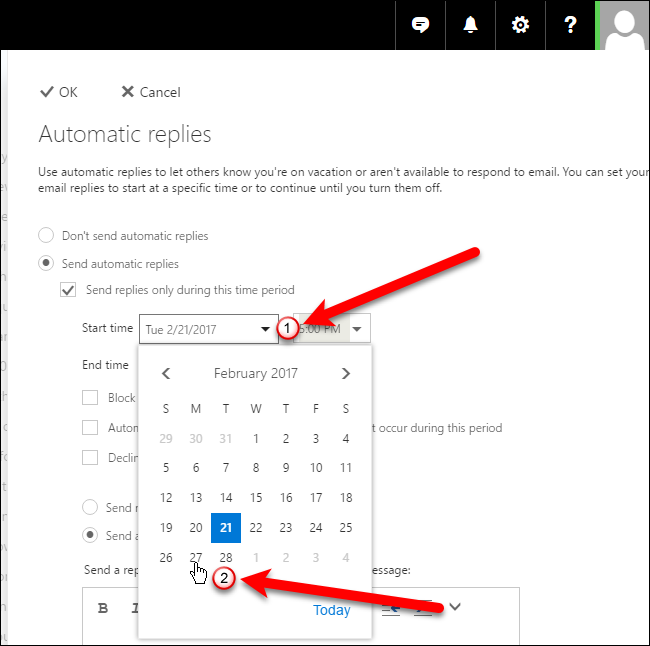 ?
OK Cancel
Automatic replies
Use automatic replies to let others know you're on vacation or aren't available to respond to email. You can set your
email replies to start at a specific time or to continue until you turn them off.
Don't send automatic replies
Send automatic replies
Send replies only during this time period
Start time Tue 2/21/2017 1 5:00 PM
End time
February 2017
S M T W T F S
29 30 31 1 2 3 4
5 6 7 8 9 10 11
12 13 14 15 16 17 18
19 20 21 22 23 24 25
26 27 28 1 2 3 4
2
Today
Block
Autom t occur during this period
Declin
Send r
Send a
Send a rep essage:
B I